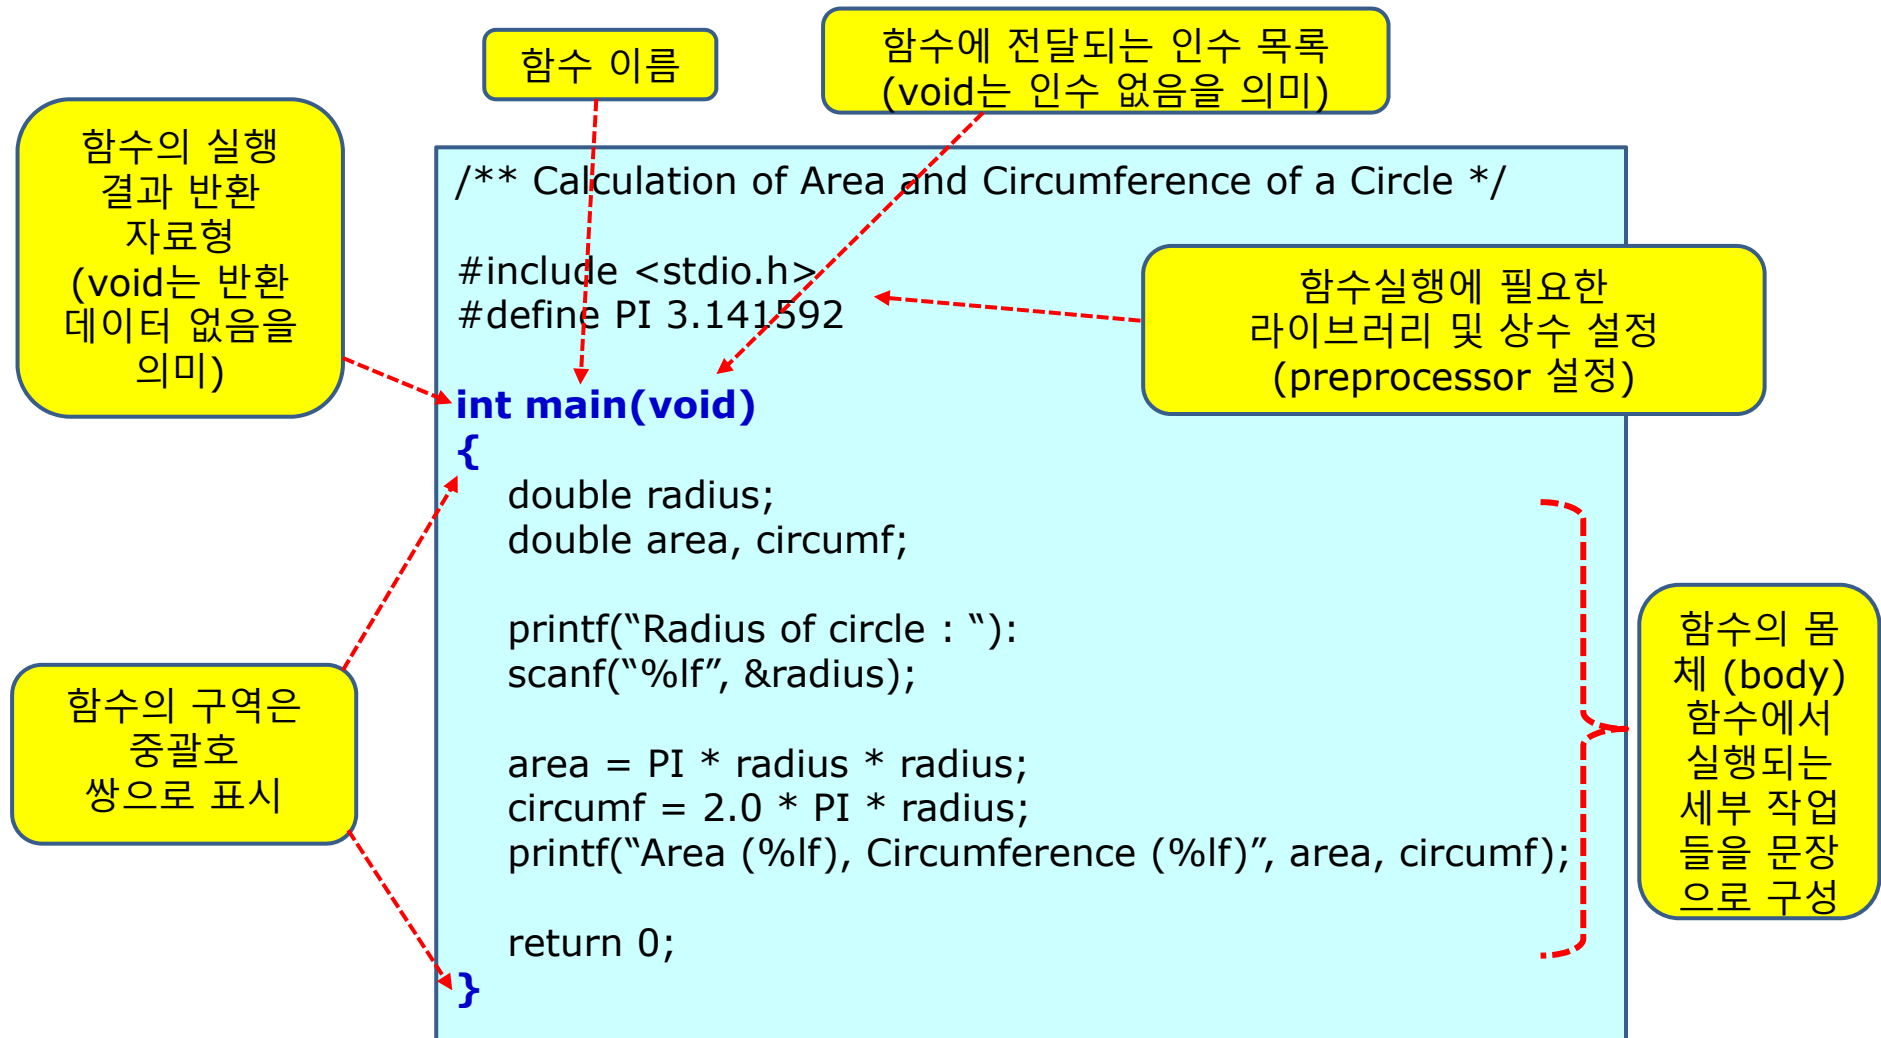 함수 이름
함수에 전달되는 인수 목록
(void는 인수 없음을 의미)
함수의 실행
결과 반환
자료형
(void는 반환
데이터 없음을
의미)
/** Calculation of Area and Circumference of a Circle */
#include <stdio.h>
#define PI 3.141592
함수실행에 필요한
라이브러리 및 상수 설정
(preprocessor 설정)
int main(void)
{
double radius;
double area, circumf;
printf(“Radius of circle : “):
scanf(“%lf”, &radius);
area = PI * radius * radius;
circumf = 2.0 * PI * radius;
printf(“Area (%lf), Circumference (%lf)”, area, circumf);
return 0;
}
함수의 구역은
중괄호
쌍으로 표시
함수의 몸
체 (body)
함수에서
실행되는
세부 작업
들을 문장
으로 구성